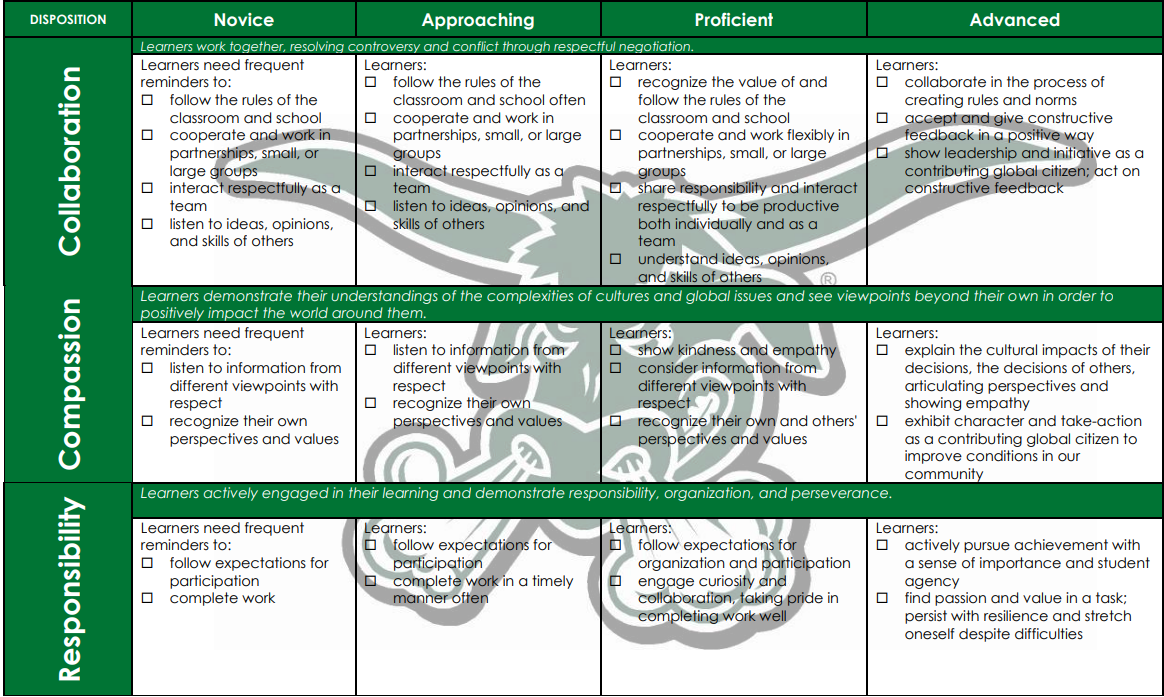 DISPOSITION Novice Approaching Proficient Advanced
Collaboration
Learners work together, resolving controversy and conflict through respectful negotiation.
Learners need frequent
reminders to:
☐ follow the rules of the
classroom and school
☐ cooperate and work in
partnerships, small, or
large groups
☐ interact respectfully as a
team
☐ listen to ideas, opinions,
and skills of others
Learners:
☐ follow the rules of the
classroom and school often
☐ cooperate and work in
partnerships, small, or large
groups
☐ interact respectfully as a
team
☐ listen to ideas, opinions, and
skills of others
Learners:
☐ recognize the value of and
follow the rules of the
classroom and school
☐ cooperate and work flexibly in
partnerships, small, or large
groups
☐ share responsibility and interact
respectfully to be productive
both individually and as a
team
☐ understand ideas, opinions,
and skills of others
Learners:
☐ collaborate in the process of
creating rules and norms
☐ accept and give constructive
feedback in a positive way
☐ show leadership and initiative as a
contributing global citizen; act on
constructive feedback
®
Compassion
Learners demonstrate their understandings of the complexities of cultures and global issues and see viewpoints beyond their own in order to
positively impact the world around them.
Learners need frequent
reminders to:
☐ listen to information from
different viewpoints with
respect
☐ recognize their own
perspectives and values
Learners:
☐ listen to information from
different viewpoints with
respect
☐ recognize their own
perspectives and values
Learners:
☐ show kindness and empathy
☐ consider information from
different viewpoints with
respect
☐ recognize their own and others'
perspectives and values
Learners:
☐ explain the cultural impacts of their
decisions, the decisions of others,
articulating perspectives and
showing empathy
☐ exhibit character and take-action
as a contributing global citizen to
improve conditions in our
community
Responsibility
Learners actively engaged in their learning and demonstrate responsibility, organization, and perseverance.
Learners need frequent
reminders to:
☐ follow expectations for
participation
☐ complete work
Learners:
☐ follow expectations for
participation
☐ complete work in a timely
manner often
Learners:
☐ follow expectations for
organization and participation
☐ engage curiosity and
collaboration, taking pride in
completing work well
Learners:
☐ actively pursue achievement with
a sense of importance and student
agency
☐ find passion and value in a task;
persist with resilience and stretch
oneself despite difficulties